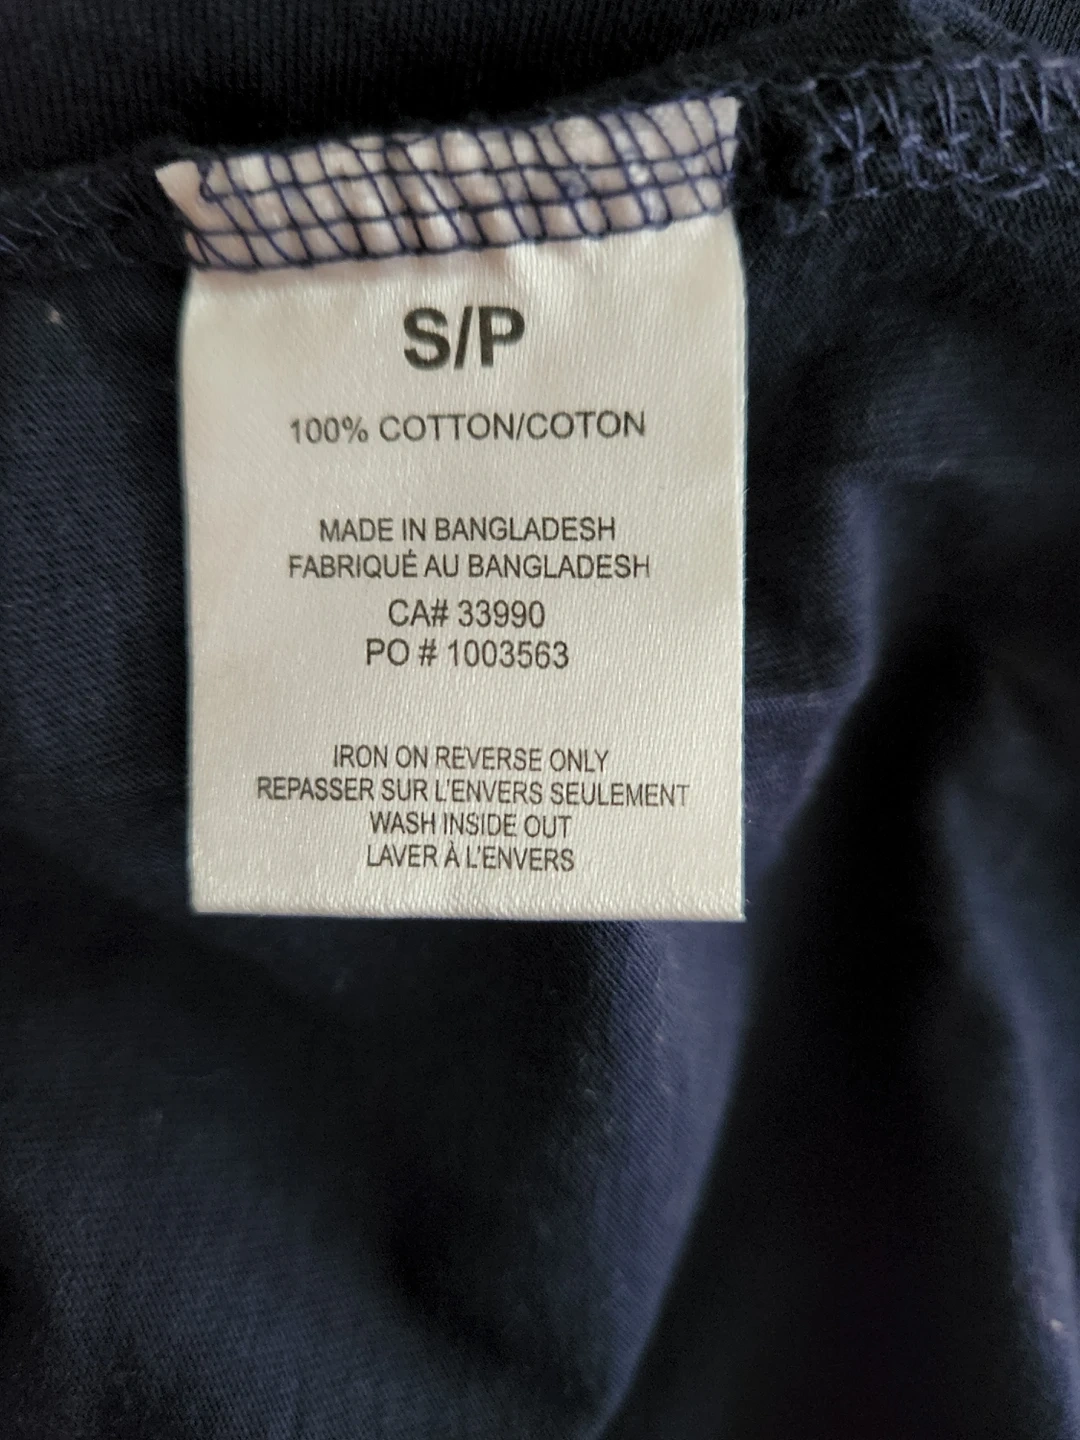 S/P
100% COTTON/COTON
MADE IN BANGLADESH
FABRIQUÉ AU BANGLADESH
CA# 33990
PO # 1003563
IRON ON REVERSE ONLY
REPASSER SUR L'ENVERS SEULEMENT
WASH INSIDE OUT
LAVER À L'ENVERS